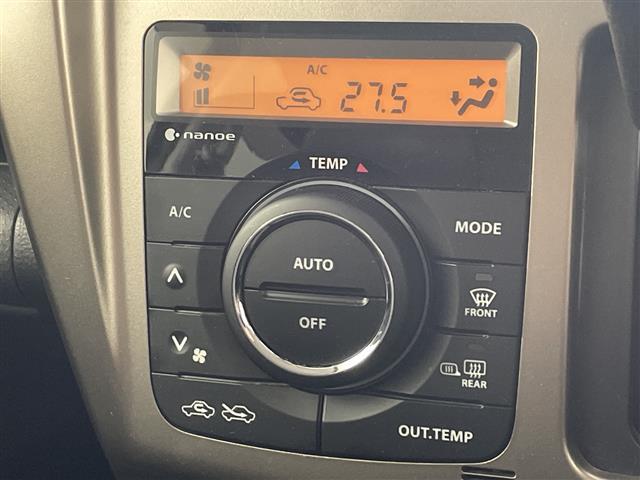 A/C
27.5
nanoe
TEMP
A/C
MODE
AUTO
OFF
FRONT
REAR
OUT.TEMP